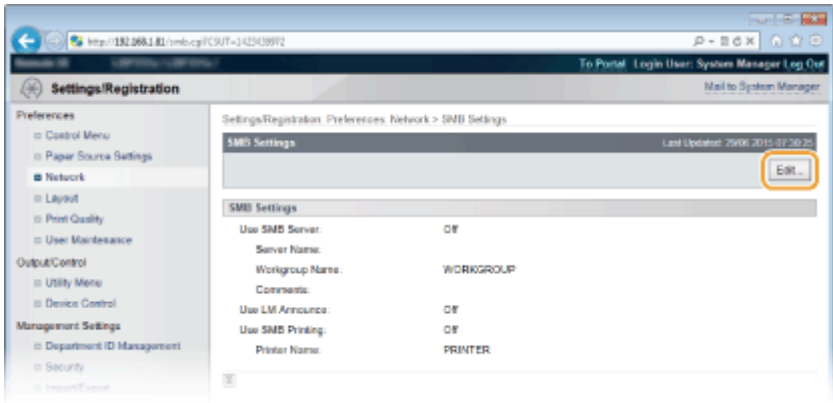 http://192.168.1.81/smb.cgi?CSUT=1423439972
To Portal Login User: System Manager Log Out
Settings/Registration
Mail to System Manager
Preferences
Control Menu
Paper Source Settings
Network
Layout
Print Quality
User Maintenance
Output/Control
Utility Menu
Device Control
Management Settings
Department ID Management
Security
Import/Export
Settings/Registration: Preferences: Network > SMB Settings
SMB Settings
Last Updated: 29/06 2015 07:30:25
Edit...
SMB Settings
Use SMB Server: Off
Server Name:
Workgroup Name: WORKGROUP
Comments:
Use LM Announce: Off
Use SMB Printing: Off
Printer Name: PRINTER